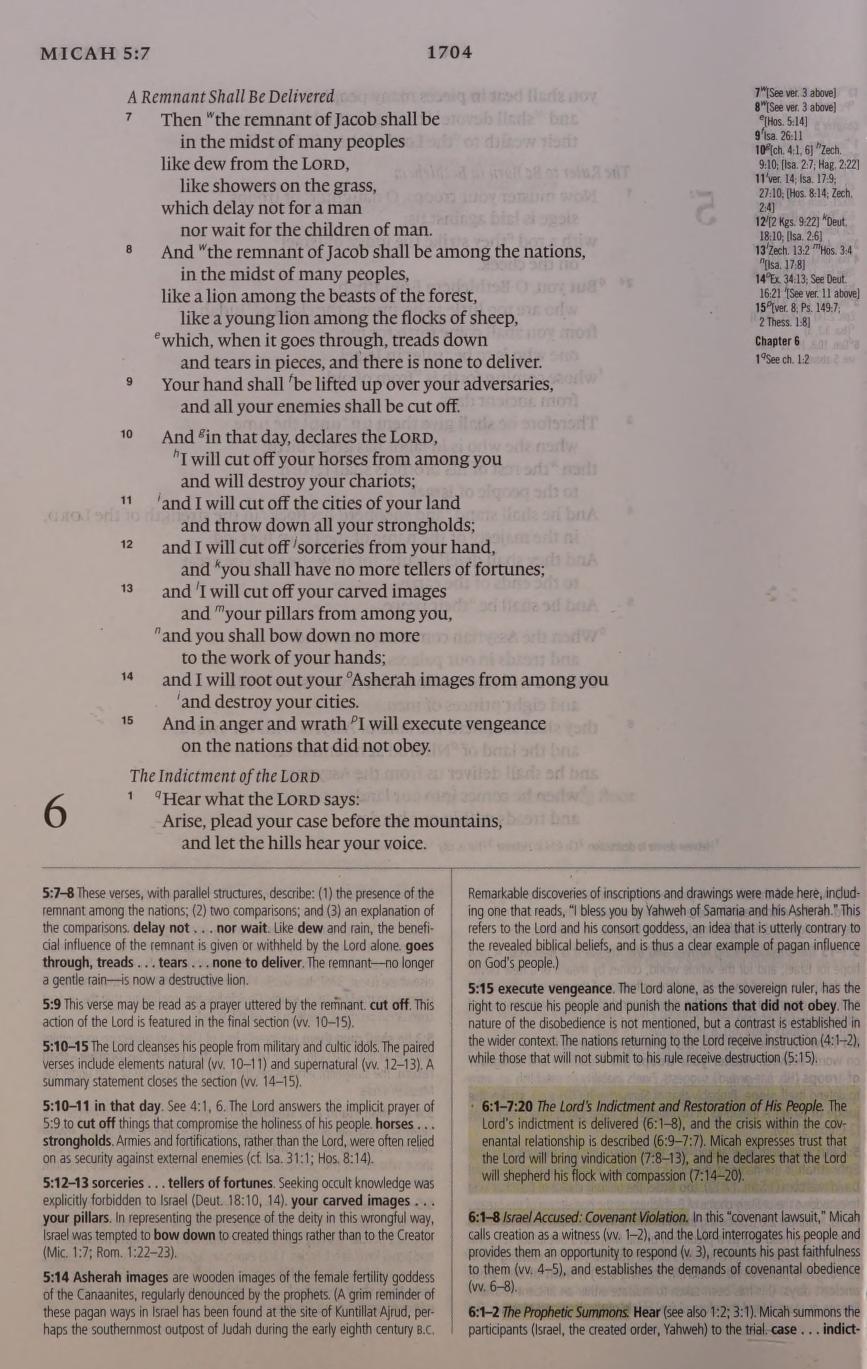 MICAH 5:7
1704
A Remnant Shall Be Delivered
7 Then wthe remnant of Jacob shall be
in the midst of many peoples
like dew from the LORD,
like showers on the grass,
which delay not for a man
nor wait for the children of man.
8 And wthe remnant of Jacob shall be among the nations,
in the midst of many peoples,
like a lion among the beasts of the forest,
like a young lion among the flocks of sheep,
ewhich, when it goes through, treads down
and tears in pieces, and there is none to deliver.
9 Your hand shall fbe lifted up over your adversaries,
and all your enemies shall be cut off.
10 And gin that day, declares the LORD,
hI will cut off your horses from among you
and will destroy your chariots;
11 iand I will cut off the cities of your land
and throw down all your strongholds;
12 and I will cut off jsorceries from your hand,
and kyou shall have no more tellers of fortunes;
13 and lI will cut off your carved images
and myour pillars from among you,
nand you shall bow down no more
to the work of your hands;
14 and I will root out your oAsherah images from among you
iand destroy your cities.
15 And in anger and wrath pI will execute vengeance
on the nations that did not obey.
The Indictment of the LORD
6
1 qHear what the LORD says:
Arise, plead your case before the mountains,
and let the hills hear your voice.
7w[See ver. 3 above]
8w[See ver. 3 above]
e[Hos. 5:14]
9fIsa. 26:11
10g[ch. 4:1, 6] hZech.
9:10; [Isa. 2:7; Hag. 2:22]
11iver. 14; Isa. 17:9;
27:10; [Hos. 8:14; Zech.
2:4]
12j[2 Kgs. 9:22] kDeut.
18:10; [Isa. 2:6]
13lZech. 13:2 mHos. 3:4
n[Isa. 17:8]
14oEx. 34:13; See Deut.
16:21 i[See ver. 11 above]
15p[ver. 8; Ps. 149:7;
2 Thess. 1:8]
Chapter 6
1qSee ch. 1:2
5:7–8 These verses, with parallel structures, describe: (1) the presence of the
remnant among the nations; (2) two comparisons; and (3) an explanation of
the comparisons. delay not . . . nor wait. Like dew and rain, the benefi-
cial influence of the remnant is given or withheld by the Lord alone. goes
through, treads . . . tears . . . none to deliver. The remnant—no longer
a gentle rain—is now a destructive lion.
5:9 This verse may be read as a prayer uttered by the remnant. cut off. This
action of the Lord is featured in the final section (vv. 10–15).
5:10–15 The Lord cleanses his people from military and cultic idols. The paired
verses include elements natural (vv. 10–11) and supernatural (vv. 12–13). A
summary statement closes the section (vv. 14–15).
5:10–11 in that day. See 4:1, 6. The Lord answers the implicit prayer of
5:9 to cut off things that compromise the holiness of his people. horses . . .
strongholds. Armies and fortifications, rather than the Lord, were often relied
on as security against external enemies (cf. Isa. 31:1; Hos. 8:14).
5:12–13 sorceries . . . tellers of fortunes. Seeking occult knowledge was
explicitly forbidden to Israel (Deut. 18:10, 14). your carved images . . .
your pillars. In representing the presence of the deity in this wrongful way,
Israel was tempted to bow down to created things rather than to the Creator
(Mic. 1:7; Rom. 1:22–23).
5:14 Asherah images are wooden images of the female fertility goddess
of the Canaanites, regularly denounced by the prophets. (A grim reminder of
these pagan ways in Israel has been found at the site of Kuntillat Ajrud, per-
haps the southernmost outpost of Judah during the early eighth century B.C.
Remarkable discoveries of inscriptions and drawings were made here, includ-
ing one that reads, "I bless you by Yahweh of Samaria and his Asherah." This
refers to the Lord and his consort goddess, an idea that is utterly contrary to
the revealed biblical beliefs, and is thus a clear example of pagan influence
on God's people.)
5:15 execute vengeance. The Lord alone, as the sovereign ruler, has the
right to rescue his people and punish the nations that did not obey. The
nature of the disobedience is not mentioned, but a contrast is established in
the wider context. The nations returning to the Lord receive instruction (4:1–2),
while those that will not submit to his rule receive destruction (5:15).
6:1–7:20 The Lord's Indictment and Restoration of His People. The
Lord's indictment is delivered (6:1–8), and the crisis within the cov-
enantal relationship is described (6:9–7:7). Micah expresses trust that
the Lord will bring vindication (7:8–13), and he declares that the Lord
will shepherd his flock with compassion (7:14–20).
6:1–8 Israel Accused: Covenant Violation. In this "covenant lawsuit," Micah
calls creation as a witness (vv. 1–2), and the Lord interrogates his people and
provides them an opportunity to respond (v. 3), recounts his past faithfulness
to them (vv. 4–5), and establishes the demands of covenantal obedience
(vv. 6–8).
6:1–2 The Prophetic Summons. Hear (see also 1:2; 3:1). Micah summons the
participants (Israel, the created order, Yahweh) to the trial. case . . . indict-